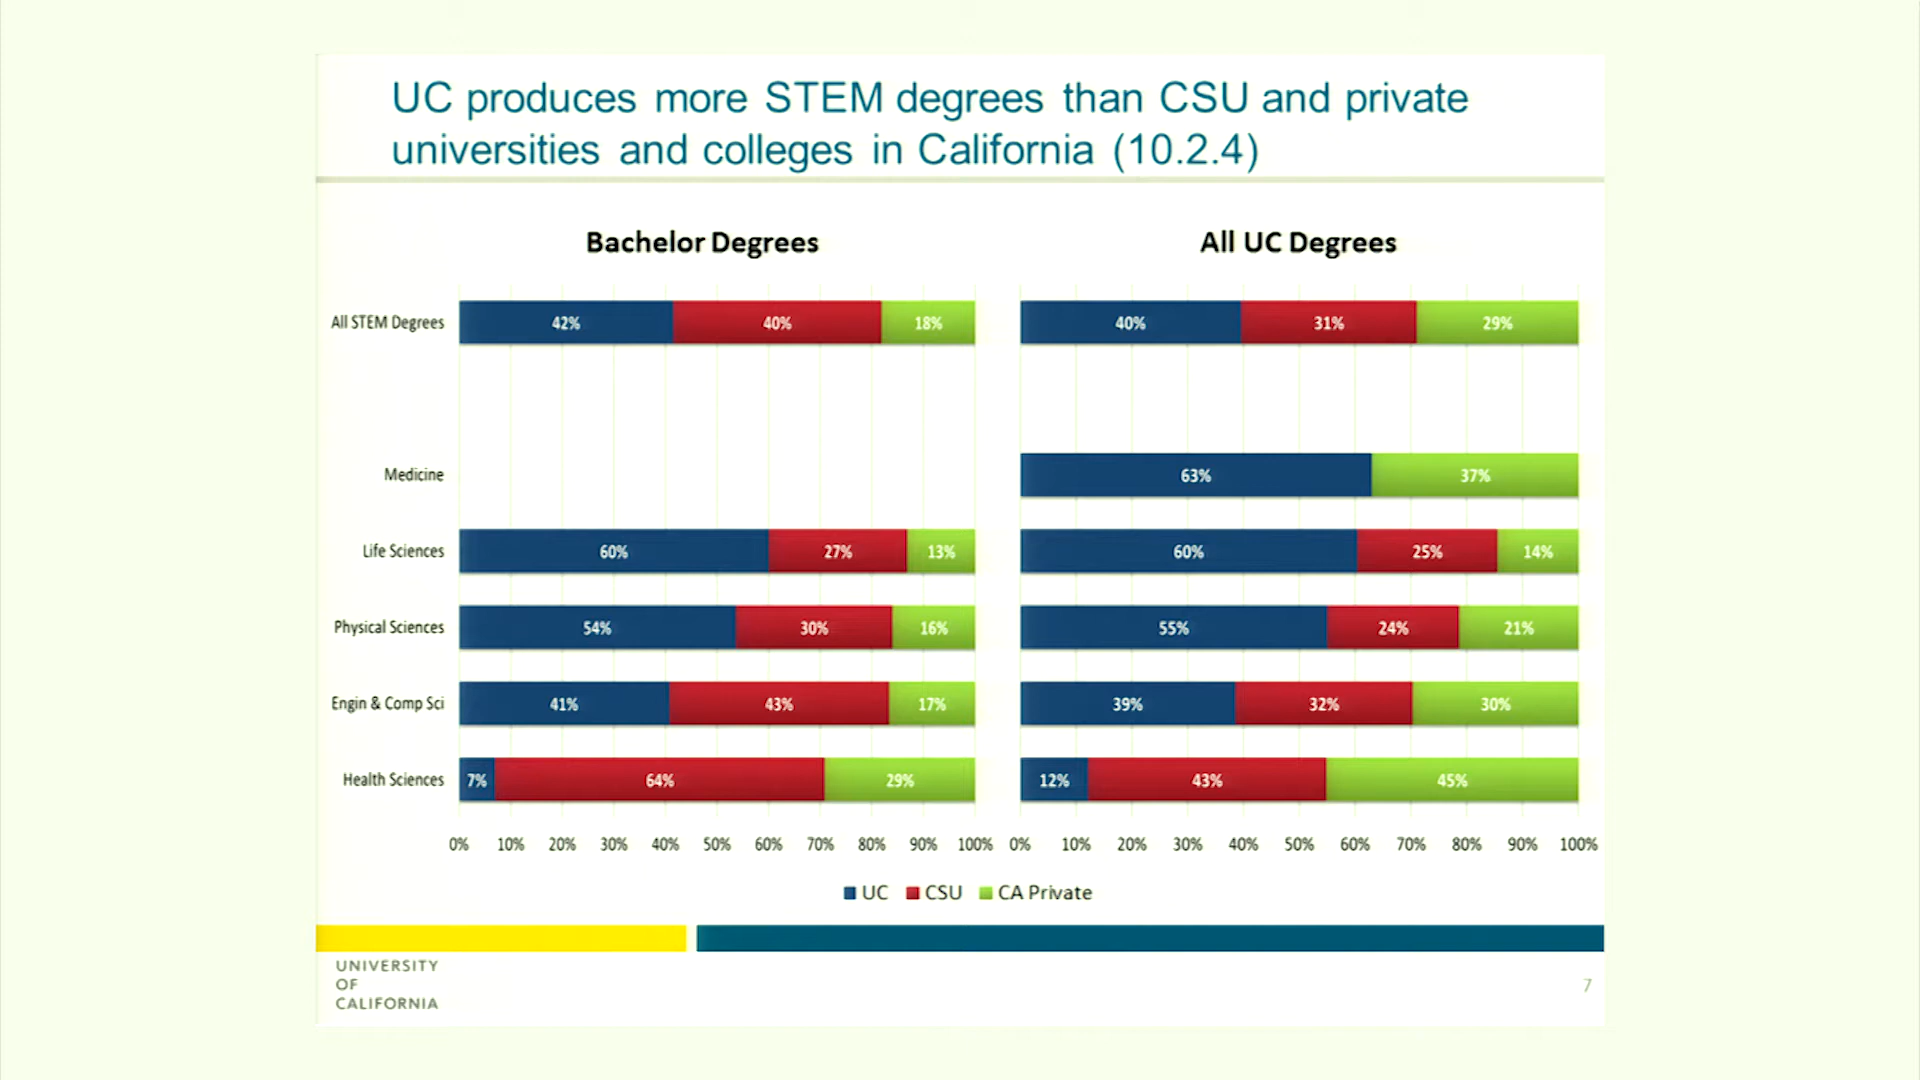 UC produces more STEM degrees than CSU and private
universities and colleges in California (10.2.4)
Bachelor Degrees
All UC Degrees
All STEM Degrees 42% 40% 18% 40% 31% 29%
Medicine 63% 37%
Life Sciences 60% 27% 13% 60% 25% 14%
Physical Sciences 54% 30% 16% 55% 24% 21%
Engin & Comp Sci 41% 43% 17% 39% 32% 30%
Health Sciences 7% 64% 29% 12% 43% 45%
0% 10% 20% 30% 40% 50% 60% 70% 80% 90% 100% 0% 10% 20% 30% 40% 50% 60% 70% 80% 90% 100%
UC CSU CA Private
UNIVERSITY
OF
CALIFORNIA
7